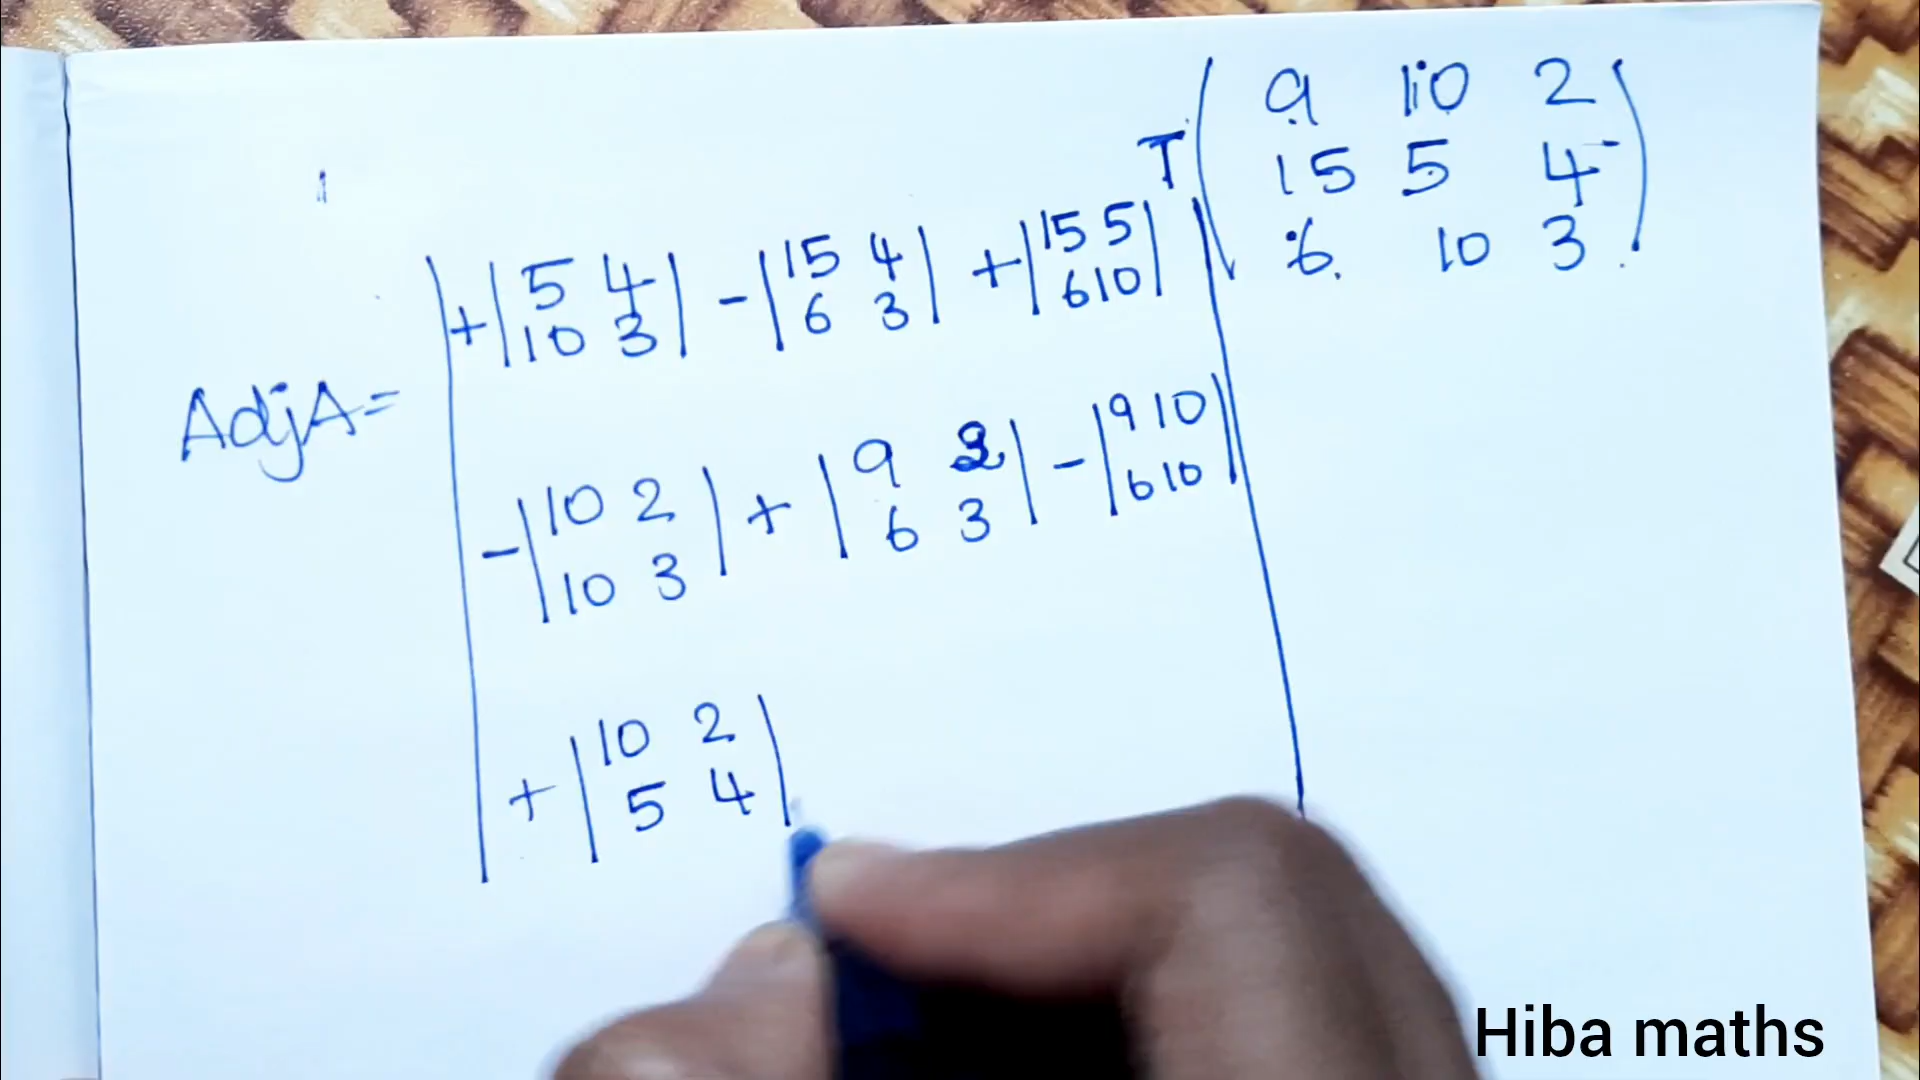 9 10 2
15 5 4
6 10 3
T
+|5 4| -|15 4| +|15 5|
|10 3| |6 3| |6 10|
AdjA=
-|10 2| +|9 2| -|9 10|
|10 3| |6 3| |6 10|
+|10 2|
|5 4|
Hiba maths